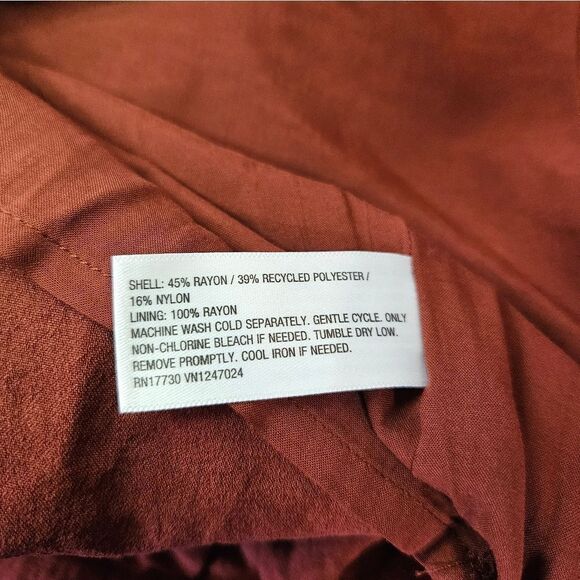 SHELL: 45% RAYON / 39% RECYCLED POLYESTER /
16% NYLON
LINING: 100% RAYON
MACHINE WASH COLD SEPARATELY. GENTLE CYCLE. ONLY
NON-CHLORINE BLEACH IF NEEDED. TUMBLE DRY LOW.
REMOVE PROMPTLY. COOL IRON IF NEEDED.
RN17730 VN1247024